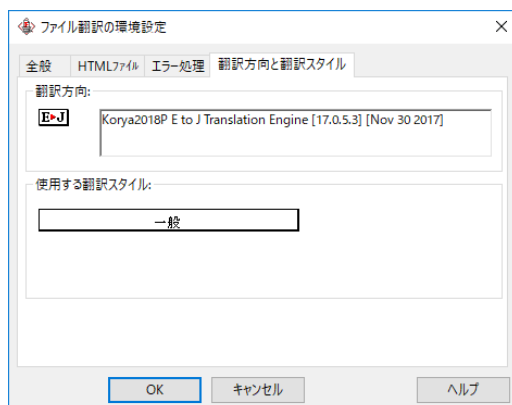 ファイル翻訳の環境設定
全般 HTMLファイル エラー処理 翻訳方向と翻訳スタイル
翻訳方向:
E▸J
Korya2018P E to J Translation Engine [17.0.5.3] [Nov 30 2017]
使用する翻訳スタイル:
一般
OK キャンセル ヘルプ